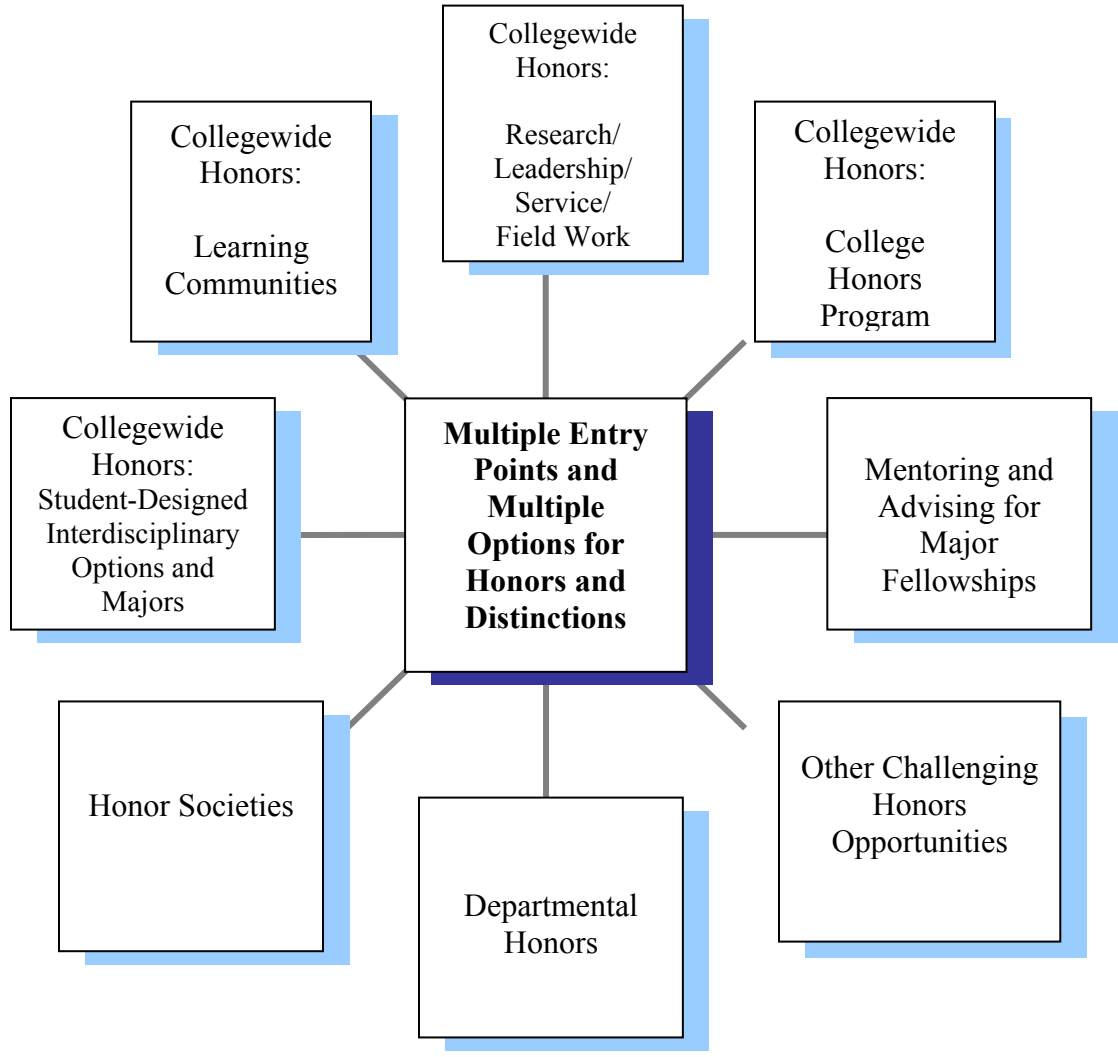 Collegewide
Honors:
Research/
Leadership/
Service/
Field Work
Collegewide
Honors:
Learning
Communities
Collegewide
Honors:
College
Honors
Program
Collegewide
Honors:
Student-Designed
Interdisciplinary
Options and
Majors
Multiple Entry
Points and
Multiple
Options for
Honors and
Distinctions
Mentoring and
Advising for
Major
Fellowships
Honor Societies
Departmental
Honors
Other Challenging
Honors
Opportunities